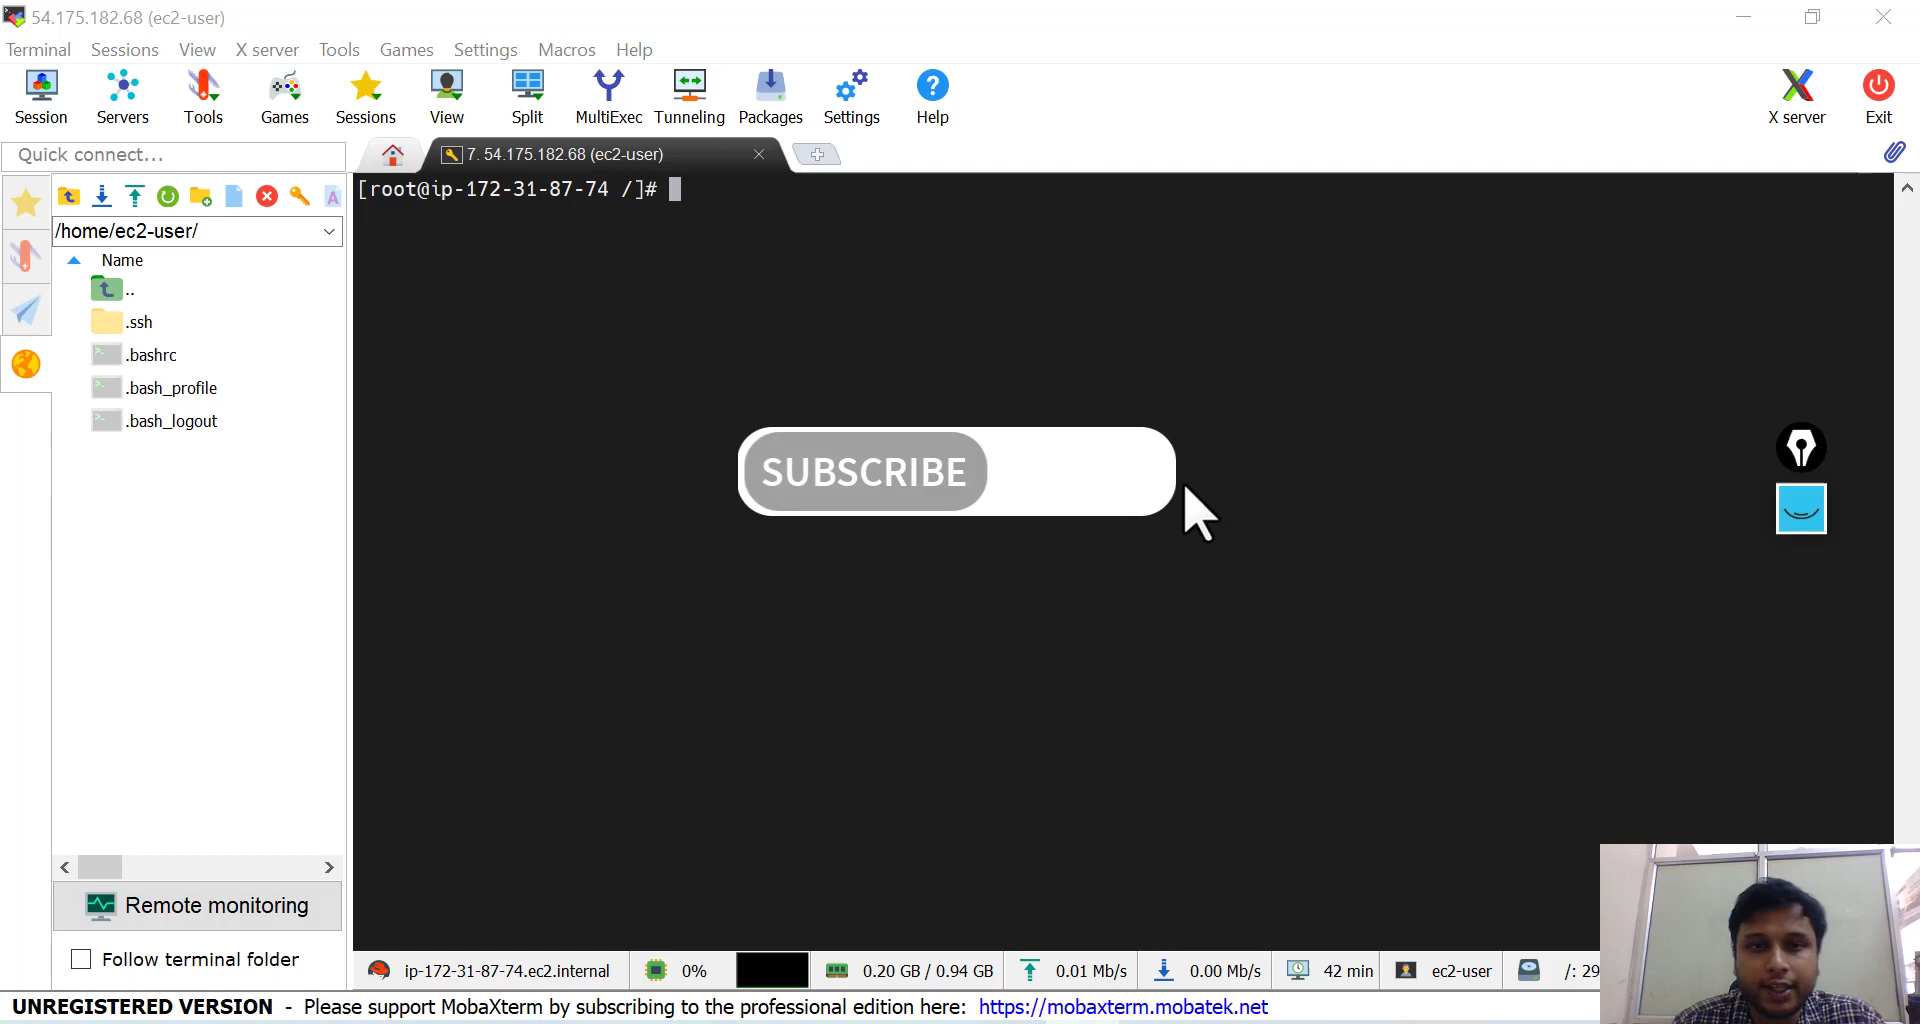 54.175.182.68 (ec2-user)
Terminal Sessions View X server Tools Games Settings Macros Help
Session Servers Tools Games Sessions View Split MultiExec Tunneling Packages Settings Help X server Exit
Quick connect...
7. 54.175.182.68 (ec2-user)
[root@ip-172-31-87-74 /]#
A
/home/ec2-user/
Name
..
.ssh
.bashrc
.bash_profile
.bash_logout
SUBSCRIBE
Remote monitoring
Follow terminal folder
ip-172-31-87-74.ec2.internal 0% 0.20 GB / 0.94 GB 0.01 Mb/s 0.00 Mb/s 42 min ec2-user /: 29
UNREGISTERED VERSION - Please support MobaXterm by subscribing to the professional edition here: https://mobaxterm.mobatek.net